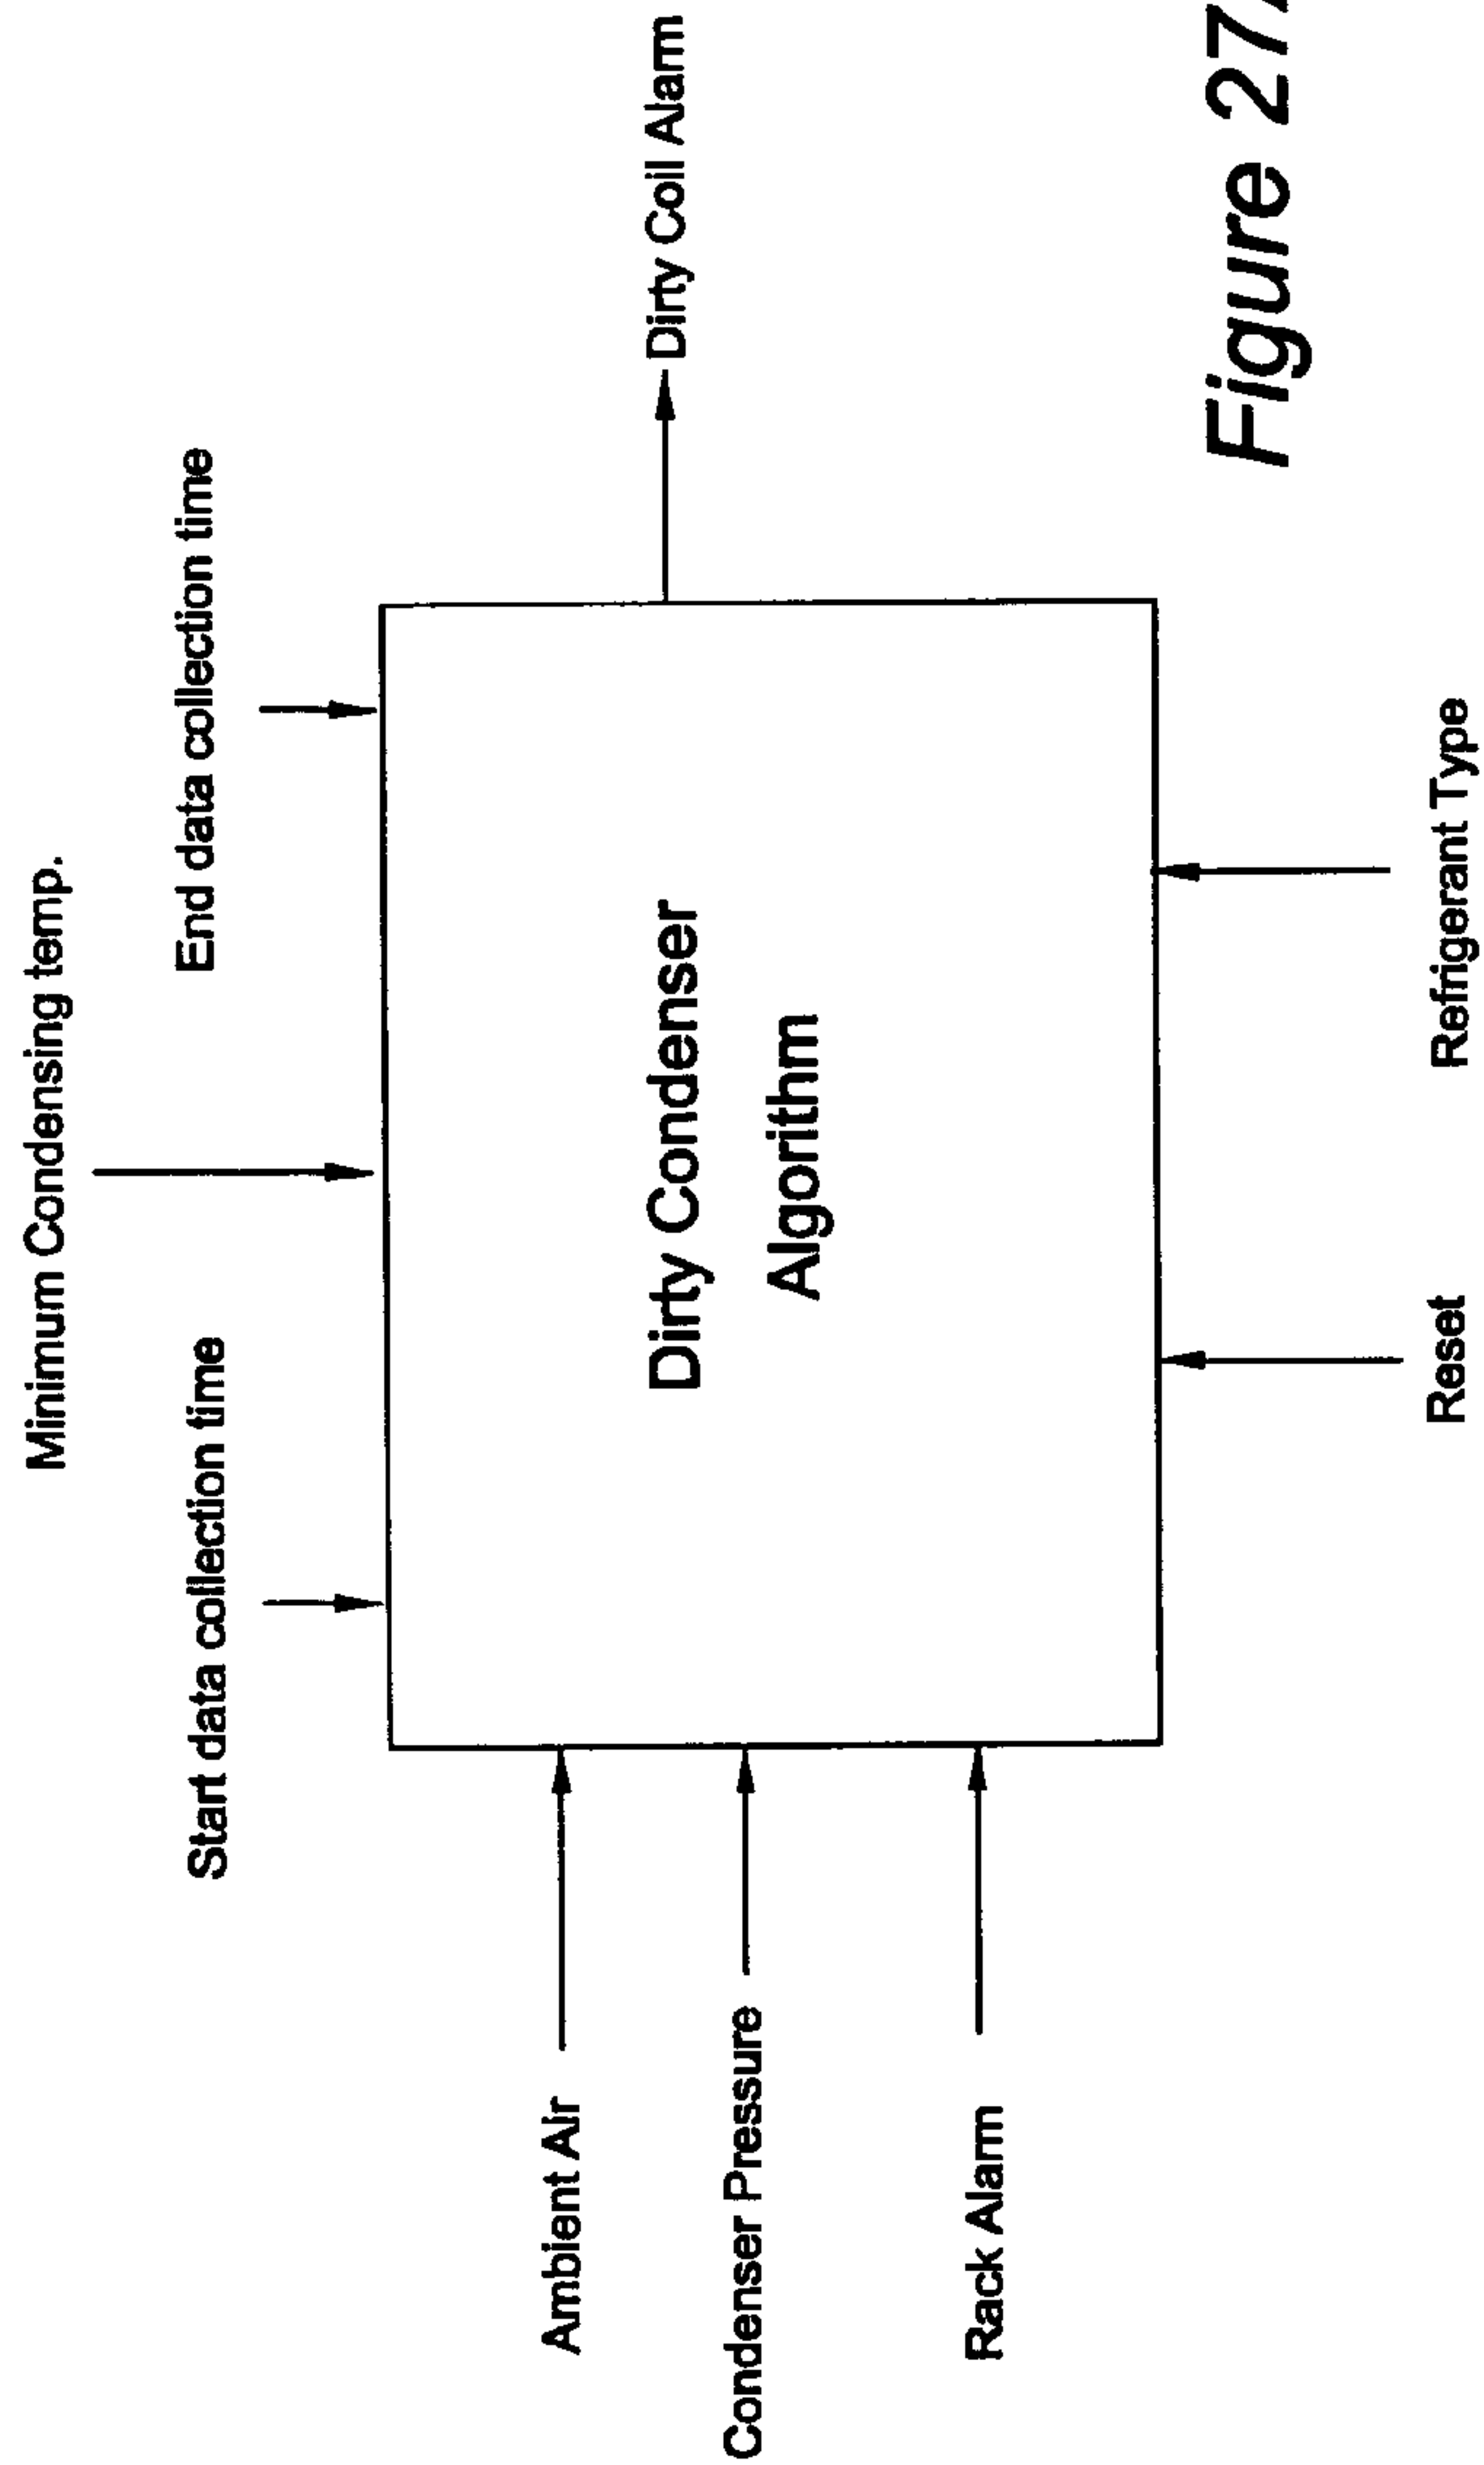 Minimum Condensing temp.
Start data collection time
End data collection time
Ambient Air
Condenser Pressure
Rack Alarm
Dirty Condenser
Algorithm
Dirty Coil Alarm
Reset
Refrigerant Type
Figure 27